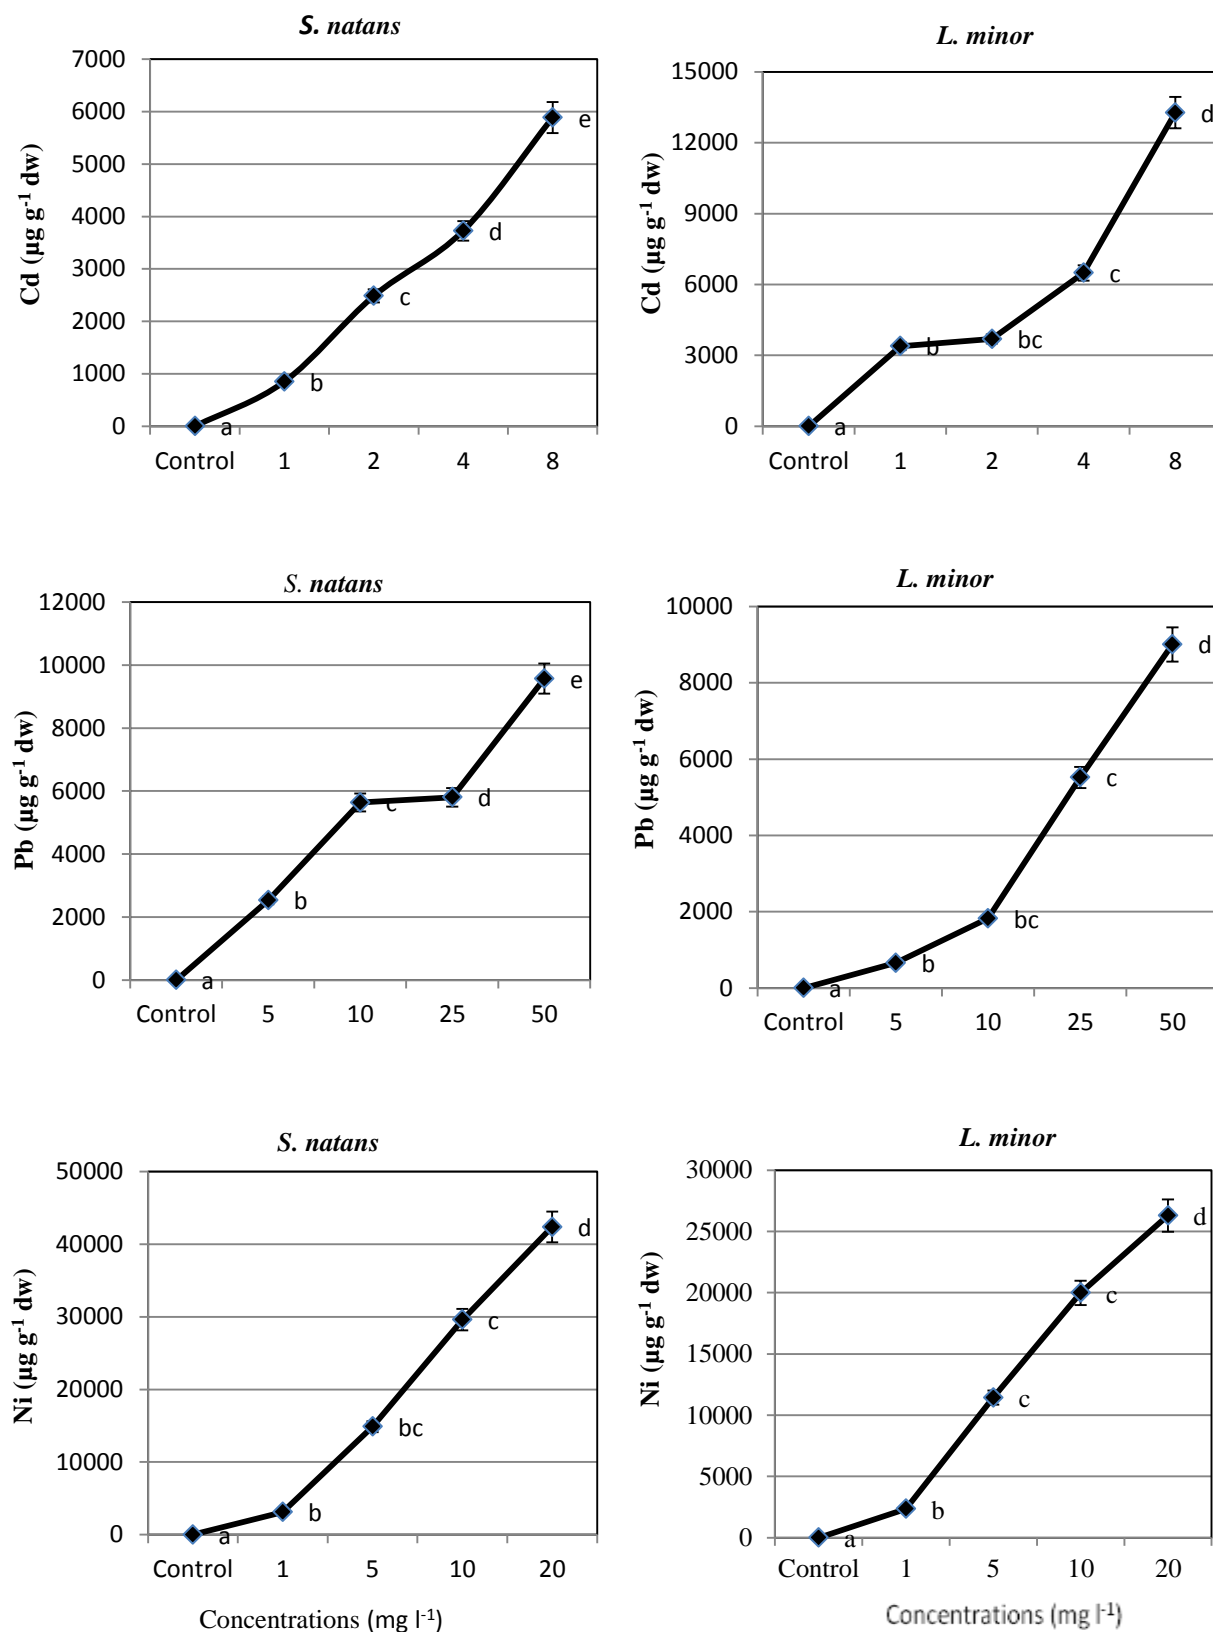 S. natans
7000
6000
5000
4000
3000
2000
1000
0
Cd (µg g-1 dw)
a
b
c
d
e
Control 1 2 4 8
L. minor
15000
12000
9000
6000
3000
0
Cd (µg g-1 dw)
a
b
bc
c
d
Control 1 2 4 8
S. natans
12000
10000
8000
6000
4000
2000
0
Pb (µg g-1 dw)
a
b
c
d
e
Control 5 10 25 50
L. minor
10000
8000
6000
4000
2000
0
Pb (µg g-1 dw)
a
b
bc
c
d
Control 5 10 25 50
S. natans
50000
40000
30000
20000
10000
0
Ni (µg g-1 dw)
a
b
bc
c
d
Control 1 5 10 20
Concentrations (mg l-1)
L. minor
30000
25000
20000
15000
10000
5000
0
Ni (µg g-1 dw)
a
b
c
c
d
Control 1 5 10 20
Concentrations (mg l-1)